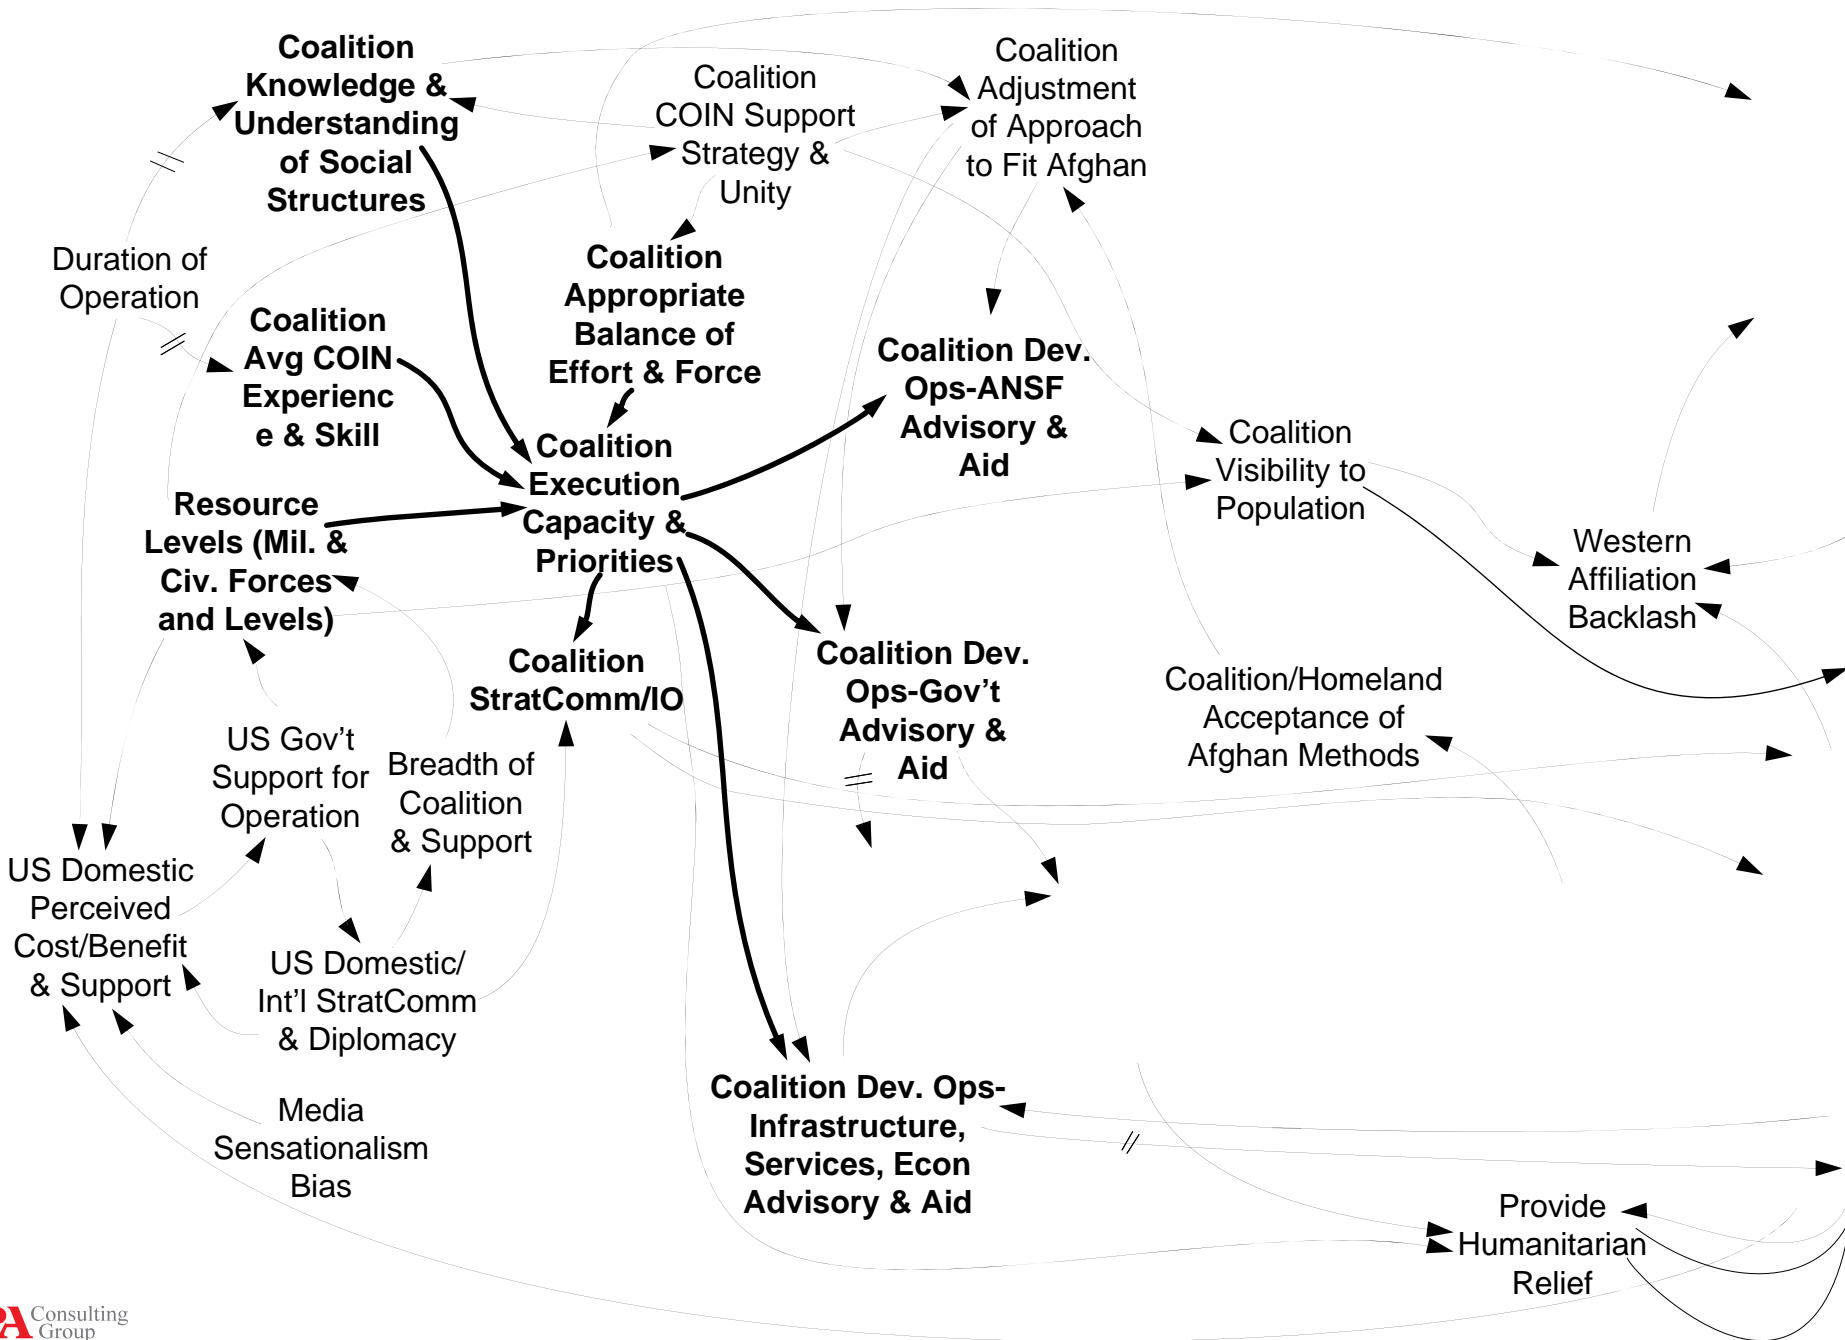 Coalition
Knowledge &
Understanding
of Social
Structures
Coalition
COIN Support
Strategy &
Unity
Coalition
Adjustment
of Approach
to Fit Afghan
Duration of
Operation
Coalition
Avg COIN
Experienc
e & Skill
Coalition
Appropriate
Balance of
Effort & Force
Coalition Dev.
Ops-ANSF
Advisory &
Aid
Coalition
Execution
Capacity &
Priorities
Coalition
Visibility to
Population
Resource
Levels (Mil. &
Civ. Forces
and Levels)
Western
Affiliation
Backlash
Coalition
StratComm/IO
Coalition Dev.
Ops-Gov't
Advisory &
Aid
Coalition/Homeland
Acceptance of
Afghan Methods
US Gov't
Support for
Operation
Breadth of
Coalition
& Support
US Domestic
Perceived
Cost/Benefit
& Support
US Domestic/
Int'l StratComm
& Diplomacy
Media
Sensationalism
Bias
Coalition Dev. Ops-
Infrastructure,
Services, Econ
Advisory & Aid
Provide
Humanitarian
Relief
Consulting
Group